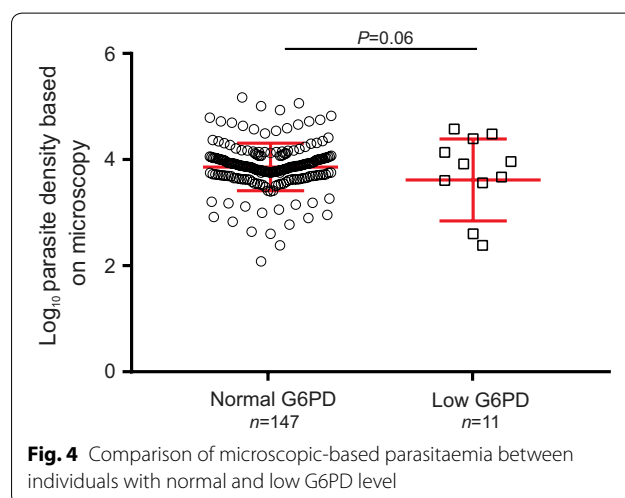 P=0.06
6
4
2
0
Log₁₀ parasite density based
on microscopy
Normal G6PD
n=147
Low G6PD
n=11
Fig. 4 Comparison of microscopic-based parasitaemia between
individuals with normal and low G6PD level